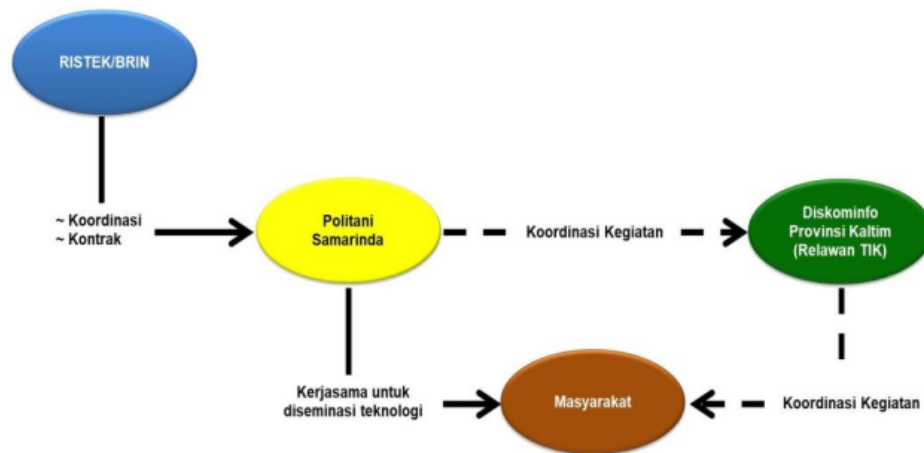 RISTEK/BRIN
~ Koordinasi
~ Kontrak
Politani
Samarinda
Koordinasi Kegiatan
Diskominfo
Provinsi Kaltim
(Relawan TIK)
Kerjasama untuk
diseminasi teknologi
Masyarakat
Koordinasi Kegiatan